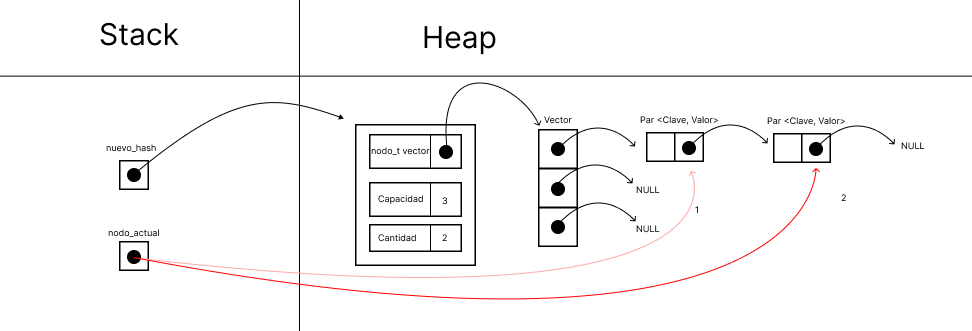 Stack
Heap
nuevo_hash
nodo_actual
nodo_t vector
Capacidad
3
Cantidad
2
Vector
NULL
NULL
Par <Clave, Valor>
Par <Clave, Valor>
NULL
1
2